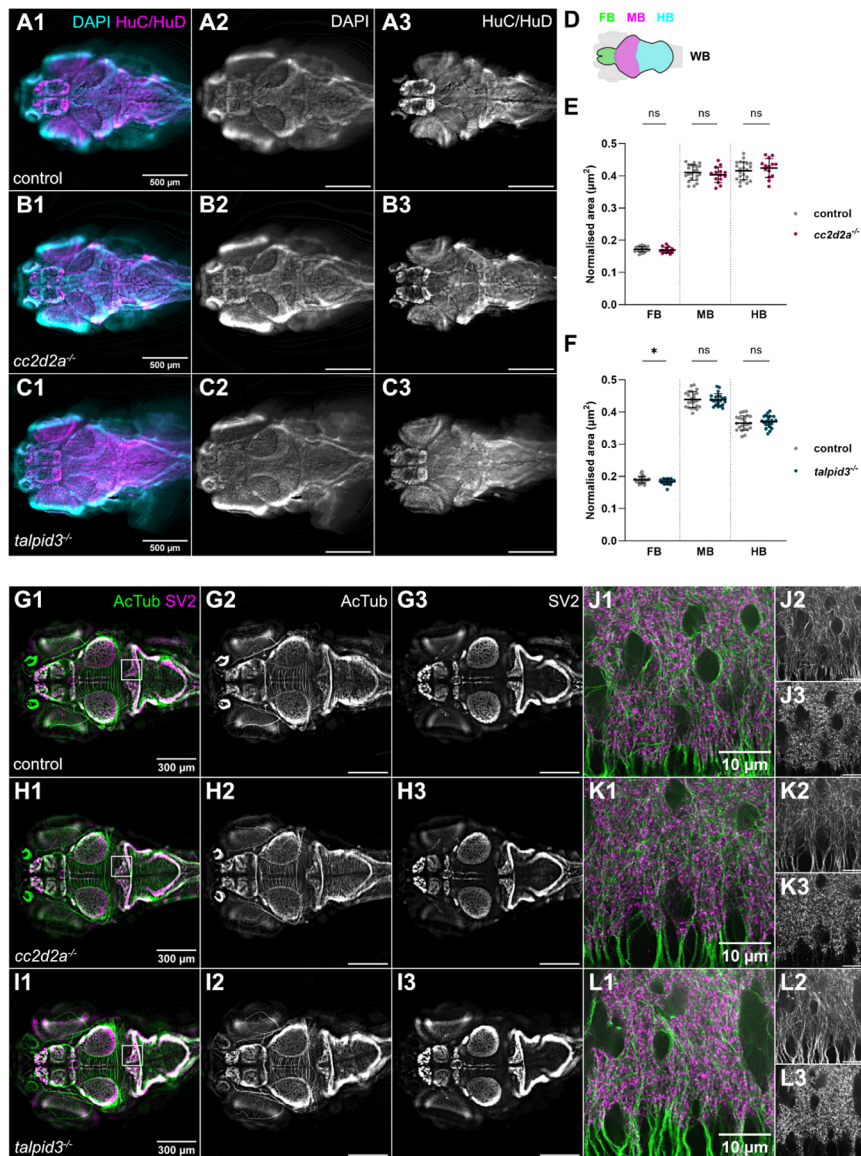 A1 DAPI HuC/HuD
control
500 µm
A2 DAPI
A3 HuC/HuD
B1
cc2d2a-/-
500 µm
B2
B3
C1
talpid3-/-
500 µm
C2
C3
D FB MB HB
WB
E
ns ns ns
Normalised area (µm²)
0.5
0.4
0.3
0.2
0.1
0.0
FB MB HB
control
cc2d2a-/-
F
* ns ns
Normalised area (µm²)
0.5
0.4
0.3
0.2
0.1
0.0
FB MB HB
control
talpid3-/-
G1 AcTub SV2
control
300 µm
G2 AcTub
G3 SV2
J1
10 µm
J2
J3
H1
cc2d2a-/-
300 µm
H2
H3
K1
10 µm
K2
K3
I1
talpid3-/-
300 µm
I2
I3
L1
10 µm
L2
L3